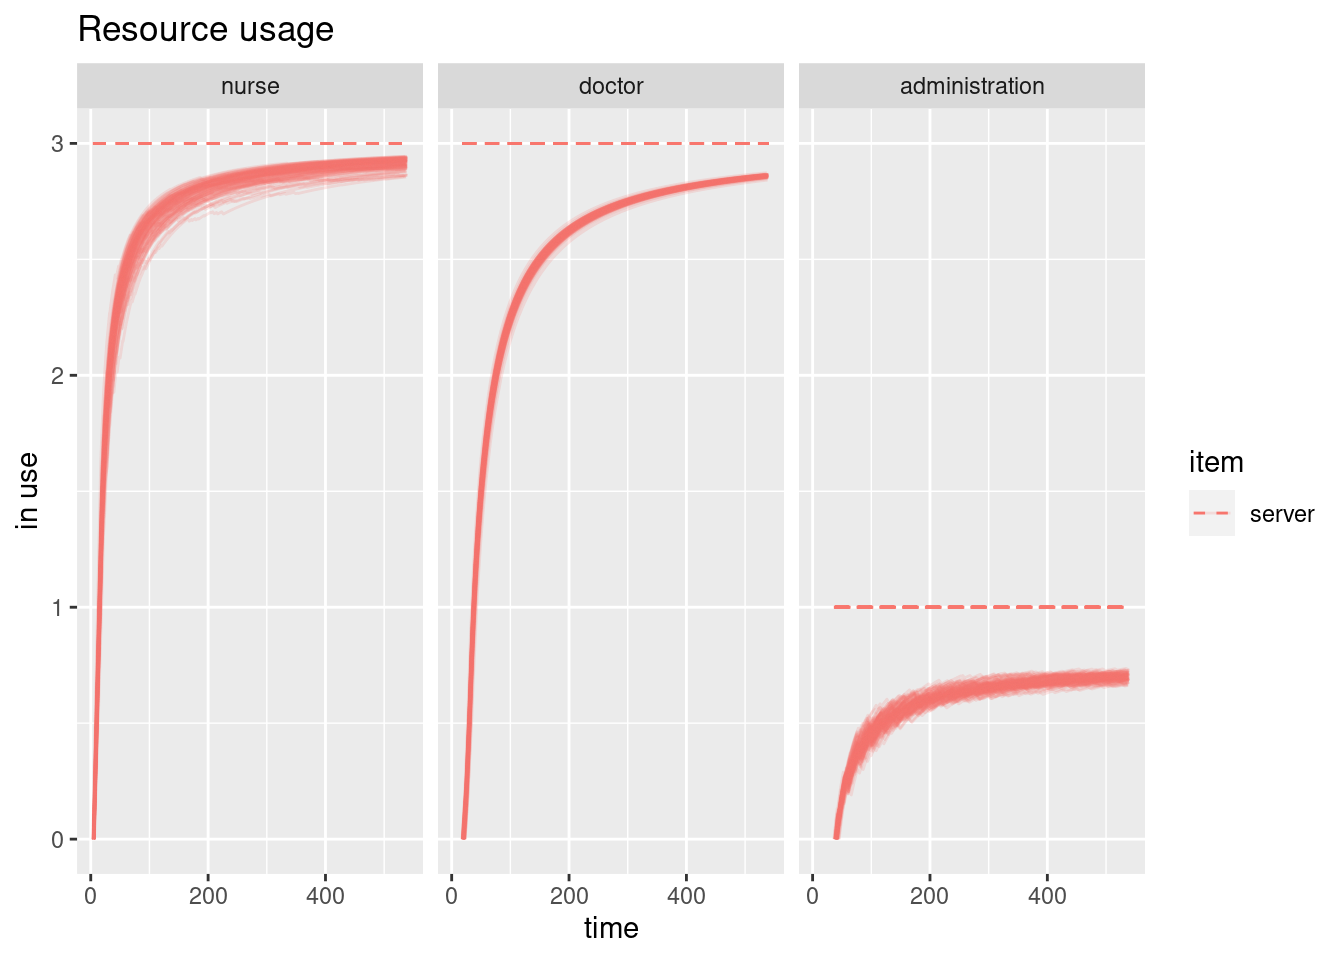 Resource usage
nurse
doctor
administration
3
2
1
0
in use
0 200 400
0 200 400
0 200 400
time
item
server